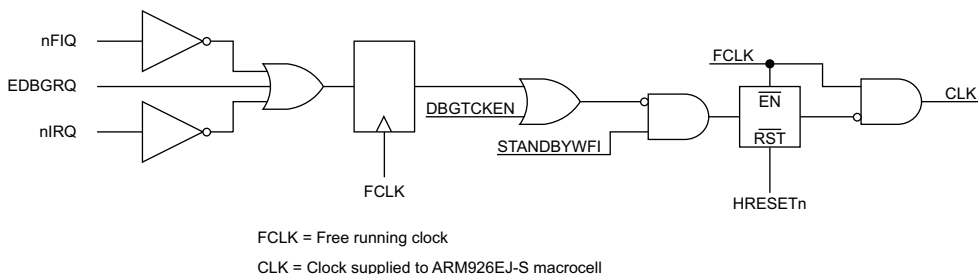 nFIQ
EDBGRQ
nIRQ
FCLK
DBGTCKEN
STANDBYWFI
FCLK
EN
RST
HRESETn
CLK
FCLK = Free running clock
CLK = Clock supplied to ARM926EJ-S macrocell